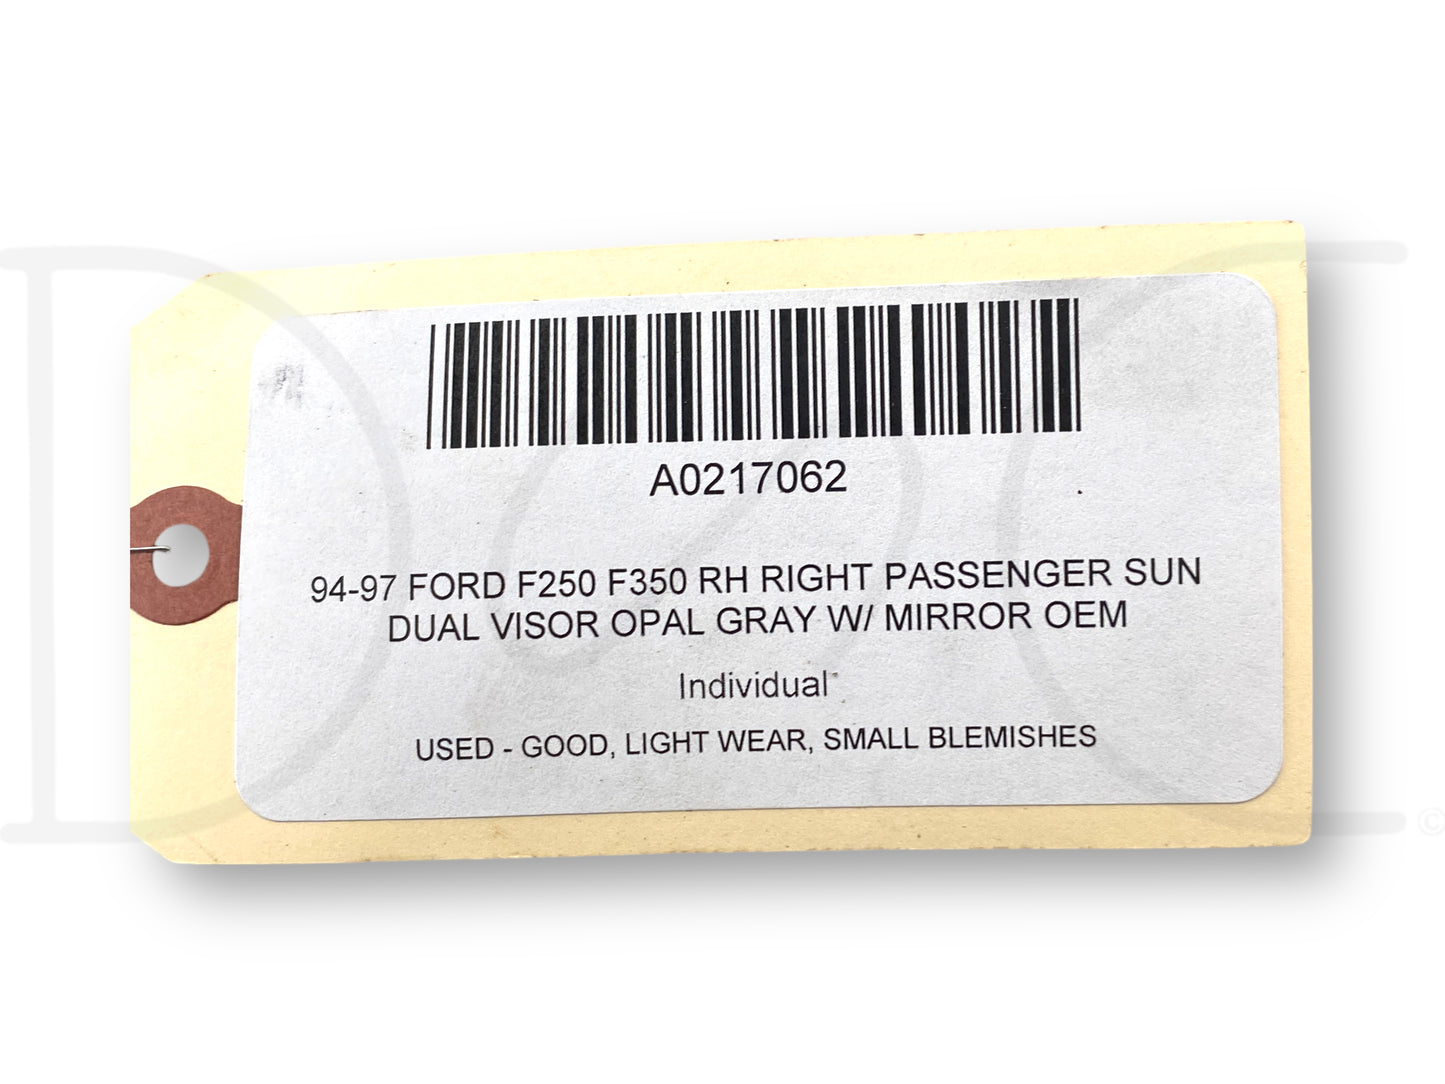 A0217062
94-97 FORD F250 F350 RH RIGHT PASSENGER SUN
DUAL VISOR OPAL GRAY W/ MIRROR OEM
Individual
USED - GOOD, LIGHT WEAR, SMALL BLEMISHES